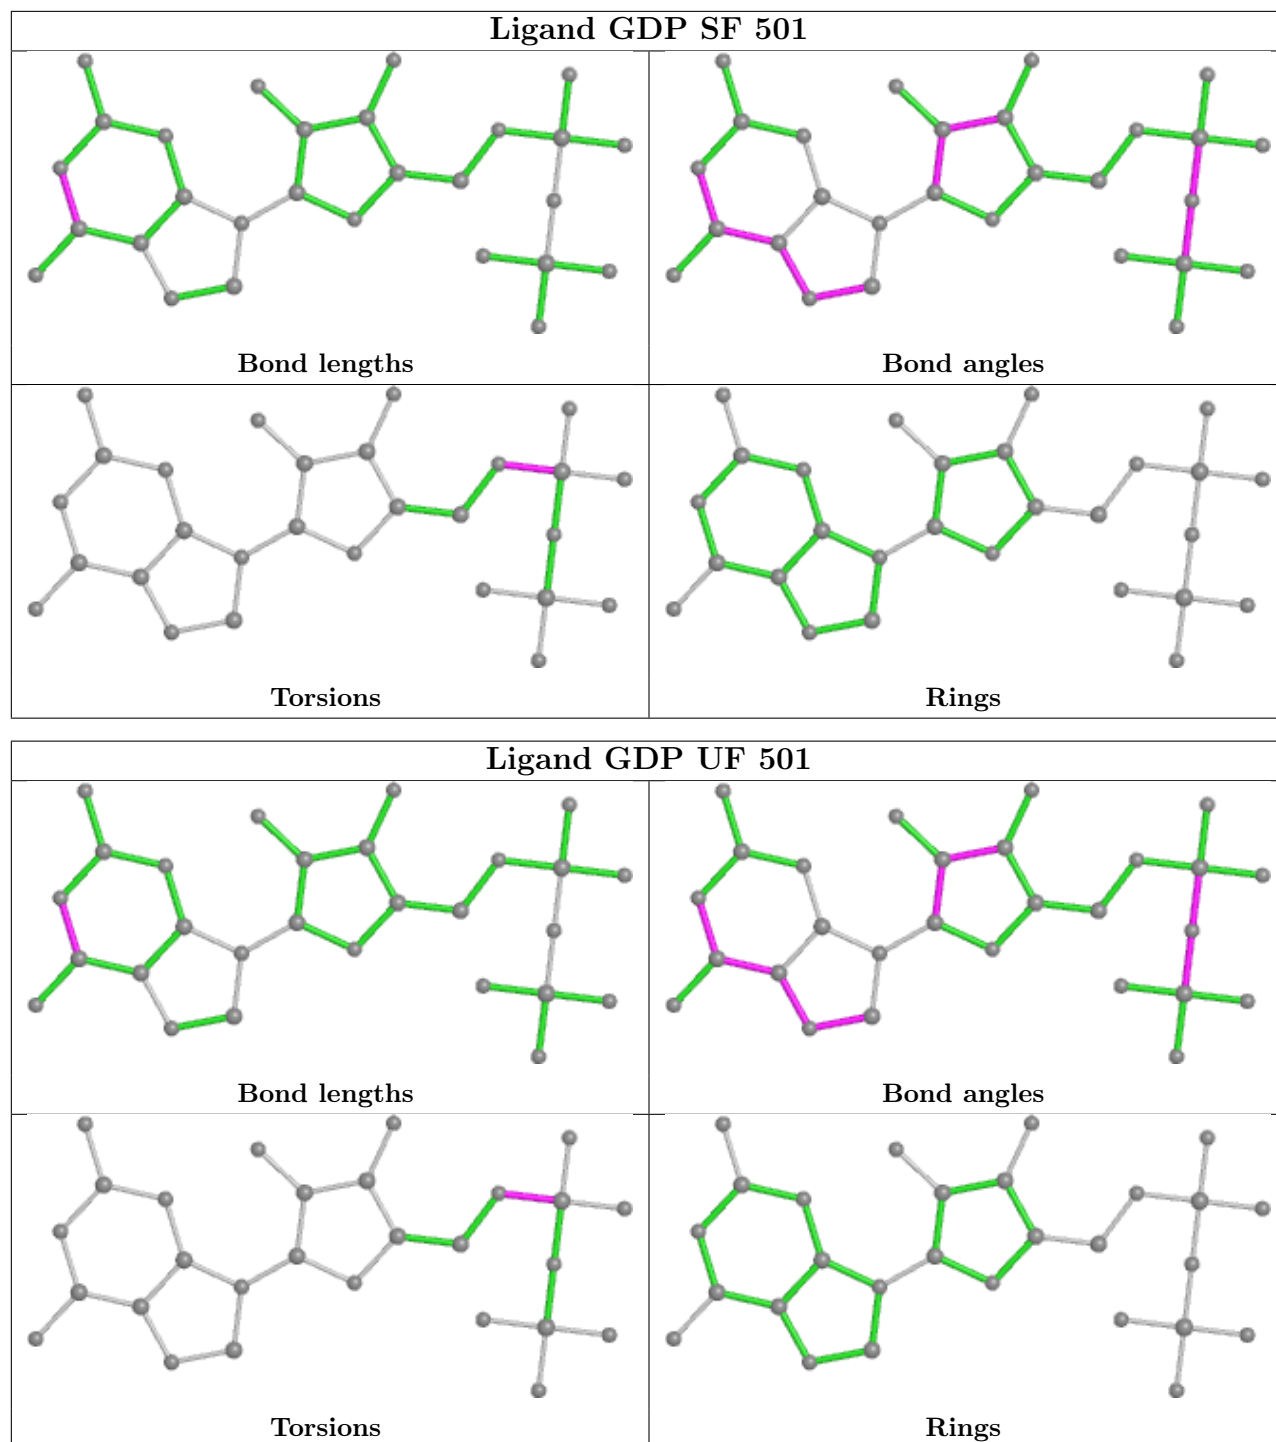 Ligand GDP SF 501
Bond lengths
Bond angles
Torsions
Rings
Ligand GDP UF 501
Bond lengths
Bond angles
Torsions
Rings